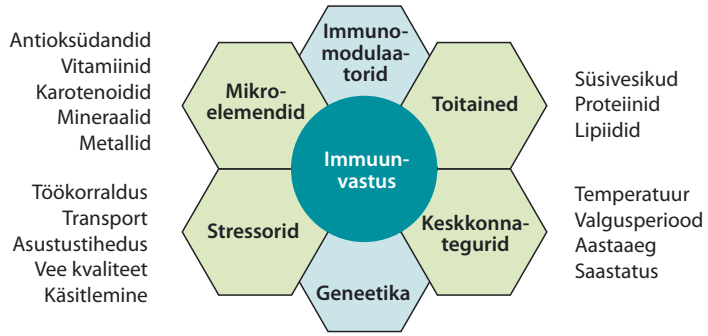 Antioksüdandid
Vitamiinid
Karotenoidid
Mineraalid
Metallid
Mikro-
elemendid
Immuno-
modulaa-
torid
Toitained
Süsivesikud
Proteiinid
Lipiidid
Immuun-
vastus
Töökorraldus
Transport
Asustustihedus
Vee kvaliteet
Käsitlemine
Stressorid
Geneetika
Keskkonna-
tegurid
Temperatuur
Valgusperiood
Aastaaeg
Saastatus